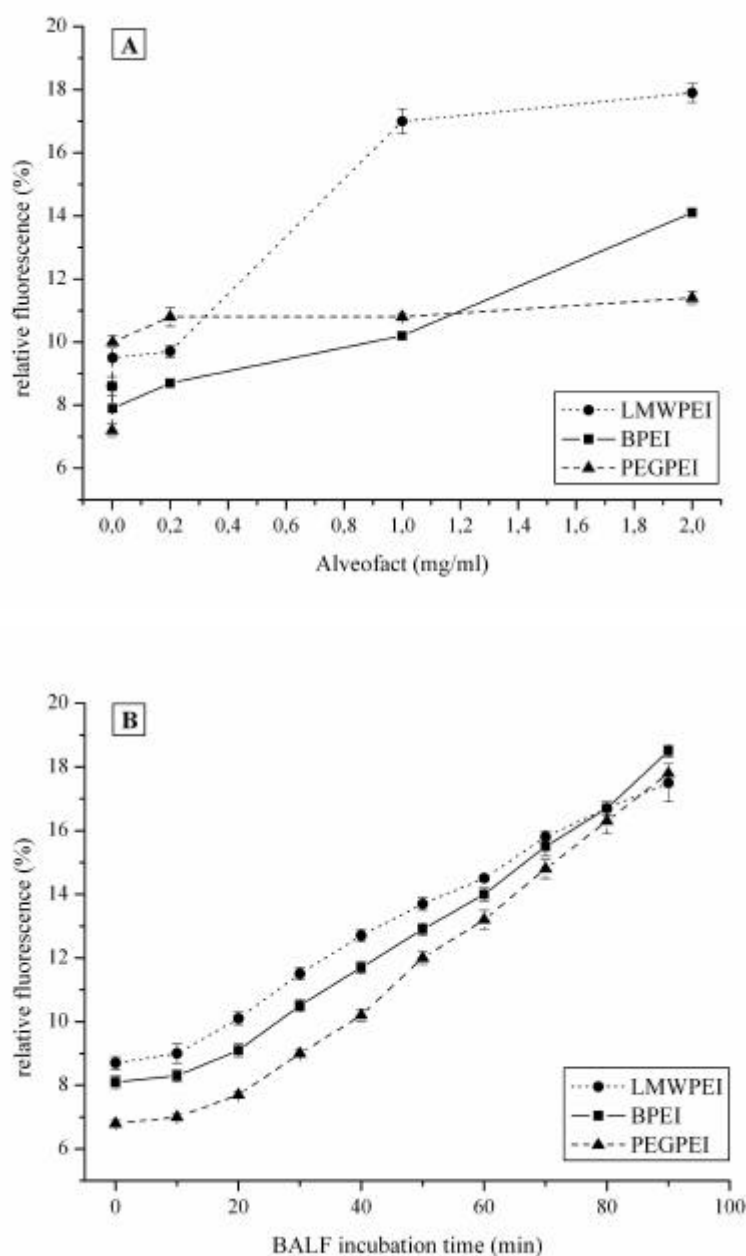 A
20
18
16
14
12
10
8
6
relative fluorescence (%)
LMWPEI
BPEI
PEGPEI
0,0 0,2 0,4 0,6 0,8 1,0 1,2 1,4 1,6 1,8 2,0
Alveofact (mg/ml)
B
20
18
16
14
12
10
8
6
relative fluorescence (%)
LMWPEI
BPEI
PEGPEI
0 20 40 60 80 100
BALF incubation time (min)